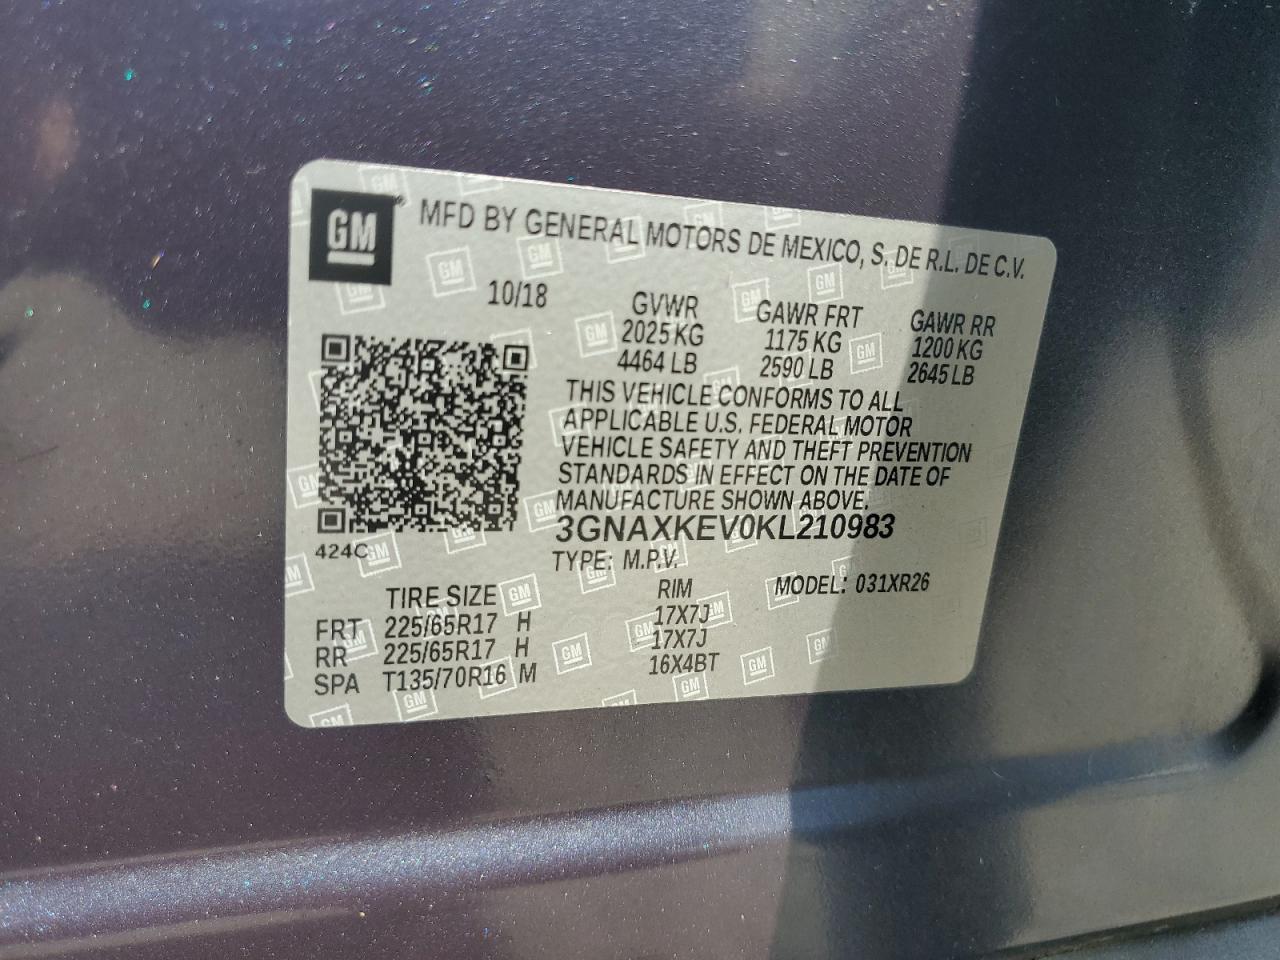 GM® MFD BY GENERAL MOTORS DE MEXICO, S. DE R.L. DE C.V.
10/18 GVWR GAWR FRT GAWR RR
2025 KG 1175 KG 1200 KG
4464 LB 2590 LB 2645 LB
THIS VEHICLE CONFORMS TO ALL
APPLICABLE U.S. FEDERAL MOTOR
VEHICLE SAFETY AND THEFT PREVENTION
STANDARDS IN EFFECT ON THE DATE OF
MANUFACTURE SHOWN ABOVE.
3GNAXKEV0KL210983
424C TYPE: M.P.V.
TIRE SIZE RIM MODEL: 031XR26
FRT 225/65R17 H 17X7J
RR 225/65R17 H 17X7J
SPA T135/70R16 M 16X4BT